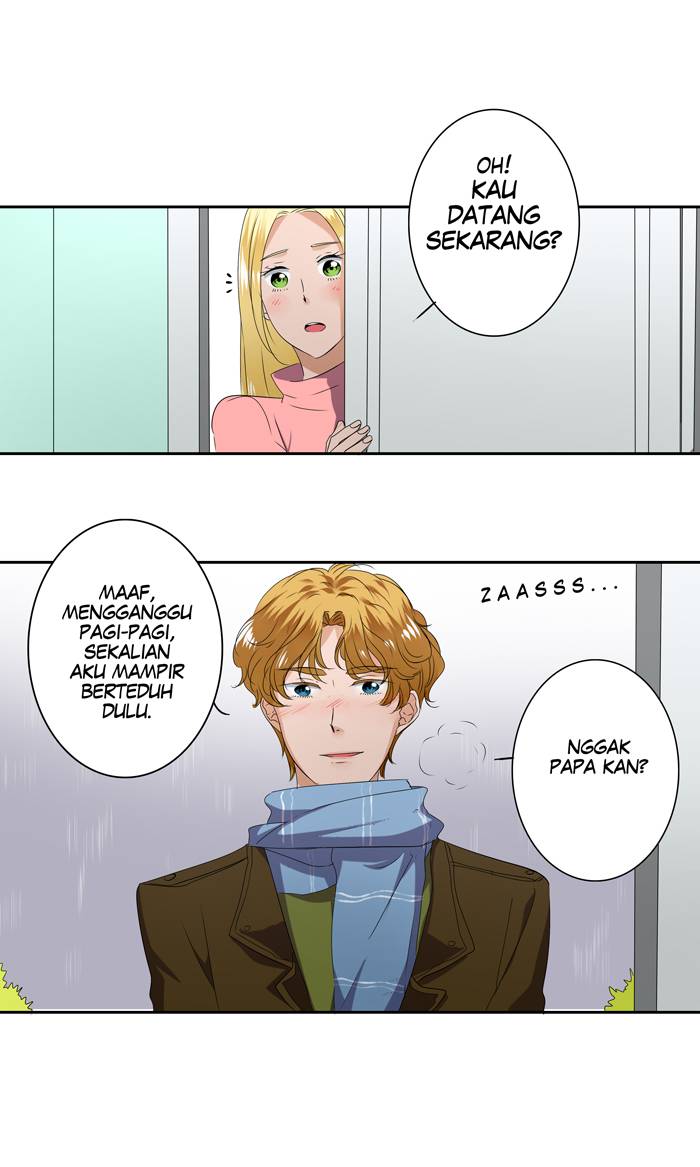 OH!
KAU
DATANG
SEKARANG?
MAAF,
MENGGANGGU
PAGI-PAGI,
SEKALIAN
AKU MAMPIR
BERTEDUH
DULU.
ZAASSS...
NGGAK
PAPA KAN?